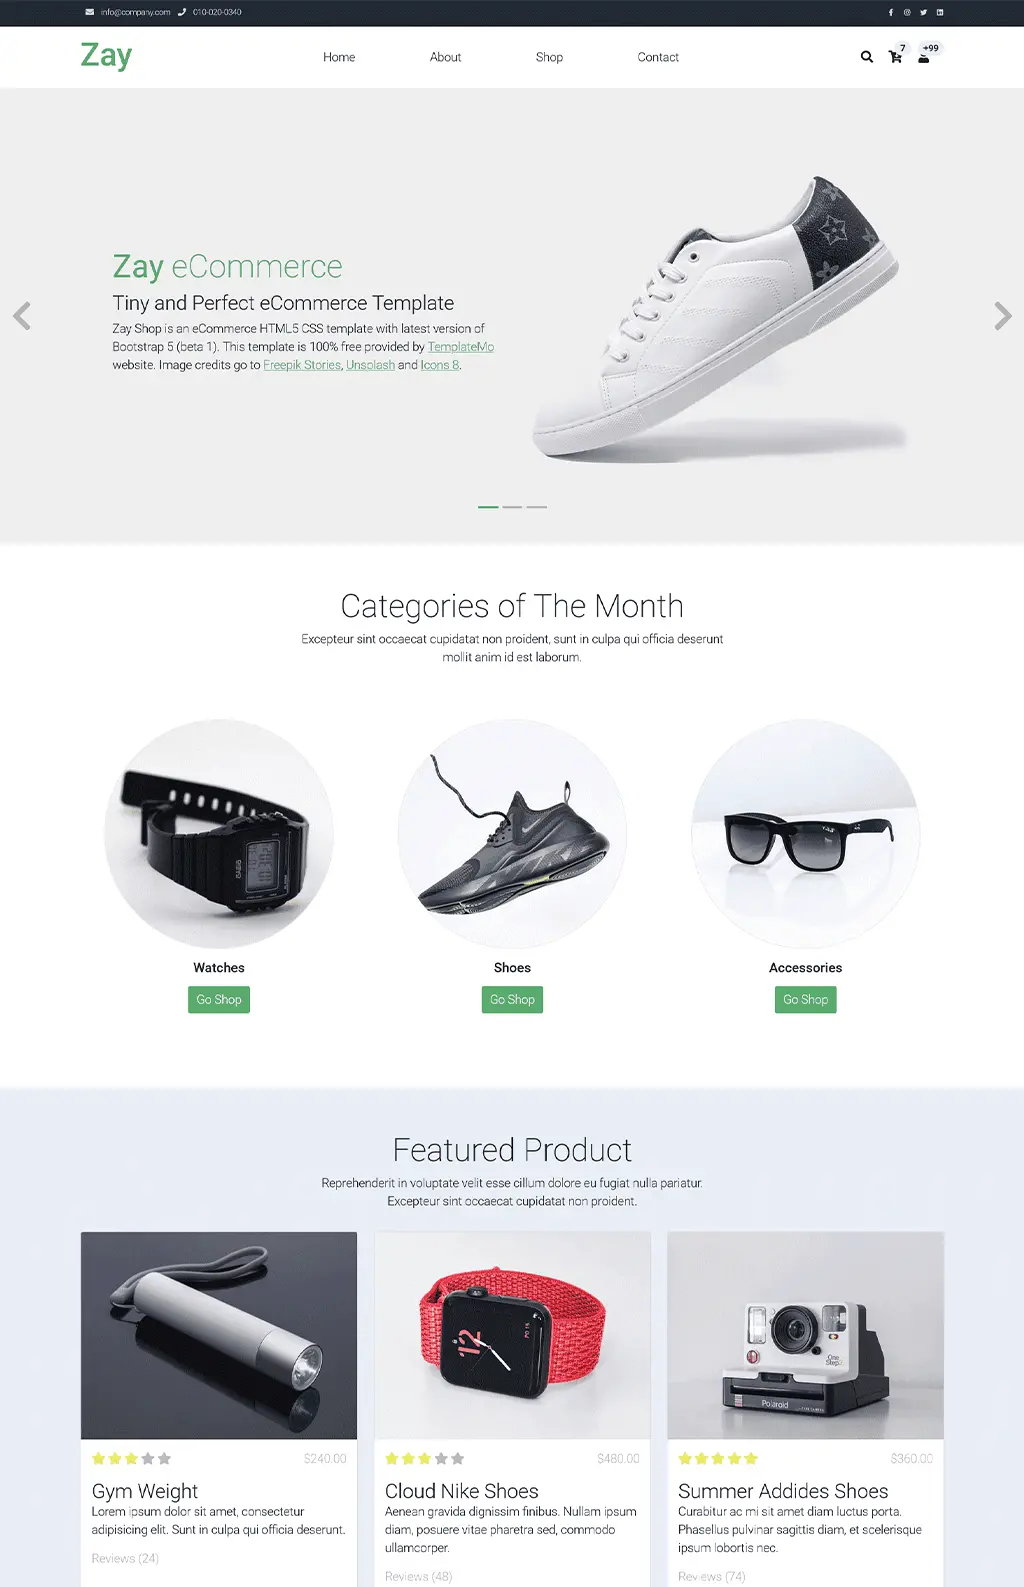 info@company.com 010-020-0340
Zay
Home About Shop Contact
7 +99
Zay eCommerce
Tiny and Perfect eCommerce Template
Zay Shop is an eCommerce HTML5 CSS template with latest version of
Bootstrap 5 (beta 1). This template is 100% free provided by TemplateMo
website. Image credits go to Freepik Stories, Unsplash and Icons 8.
Categories of The Month
Excepteur sint occaecat cupidatat non proident, sunt in culpa qui officia deserunt
mollit anim id est laborum.
CASIO
Ray-Ban
Watches Shoes Accessories
Go Shop Go Shop Go Shop
Featured Product
Reprehenderit in voluptate velit esse cillum dolore eu fugiat nulla pariatur.
Excepteur sint occaecat cupidatat non proident.
12
One
Step
Polaroid
$240.00 $480.00 $360.00
Gym Weight
Lorem ipsum dolor sit amet, consectetur
adipisicing elit. Sunt in culpa qui officia deserunt.
Reviews (24)
Cloud Nike Shoes
Aenean gravida dignissim finibus. Nullam ipsum
diam, posuere vitae pharetra sed, commodo
ullamcorper.
Reviews (48)
Summer Addides Shoes
Curabitur ac mi sit amet diam luctus porta.
Phasellus pulvinar sagittis diam, et scelerisque
ipsum lobortis nec.
Reviews (74)